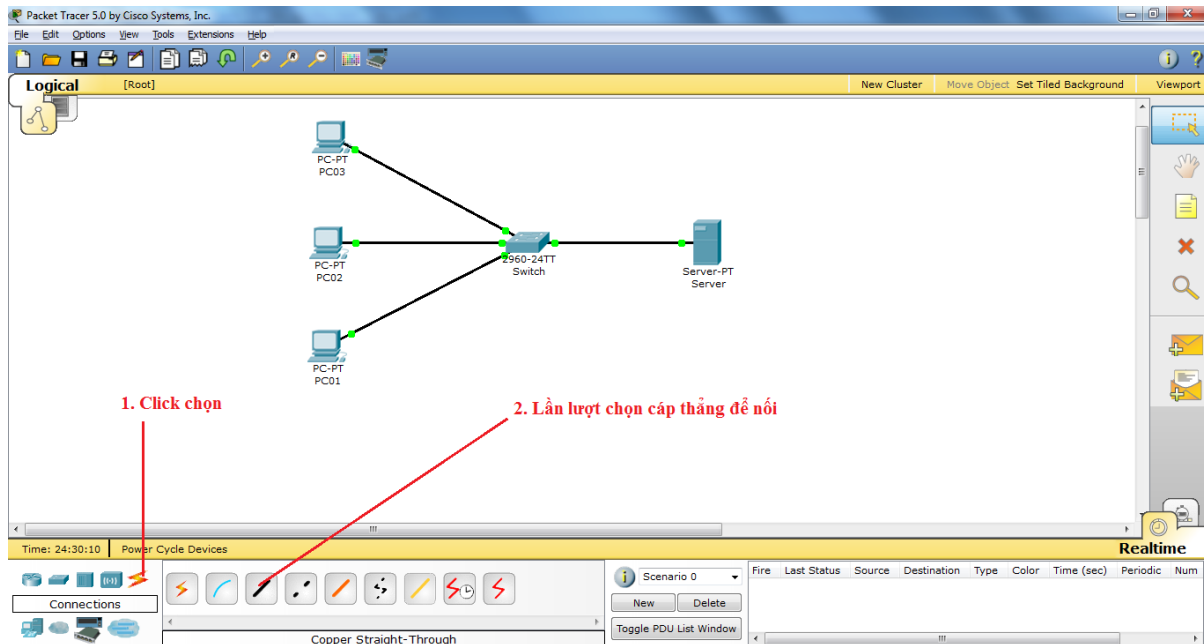 Packet Tracer 5.0 by Cisco Systems, Inc.
File Edit Options View Tools Extensions Help
Logical [Root] New Cluster Move Object Set Tiled Background Viewport
PC-PT
PC03
PC-PT
PC02
2960-24TT
Switch
Server-PT
Server
PC-PT
PC01
1. Click chọn
2. Lần lượt chọn cáp thẳng để nối
Time: 24:30:10 Power Cycle Devices Realtime
Connections
Copper Straight-Through
Scenario 0
New Delete
Toggle PDU List Window
Fire Last Status Source Destination Type Color Time (sec) Periodic Num